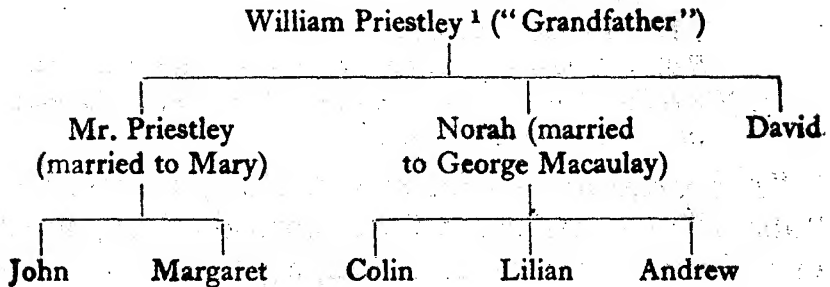 William Priestley ¹ (“Grandfather”)
Mr. Priestley Norah (married David.
(married to Mary) to George Macaulay)
John Margaret Colin Lilian Andrew